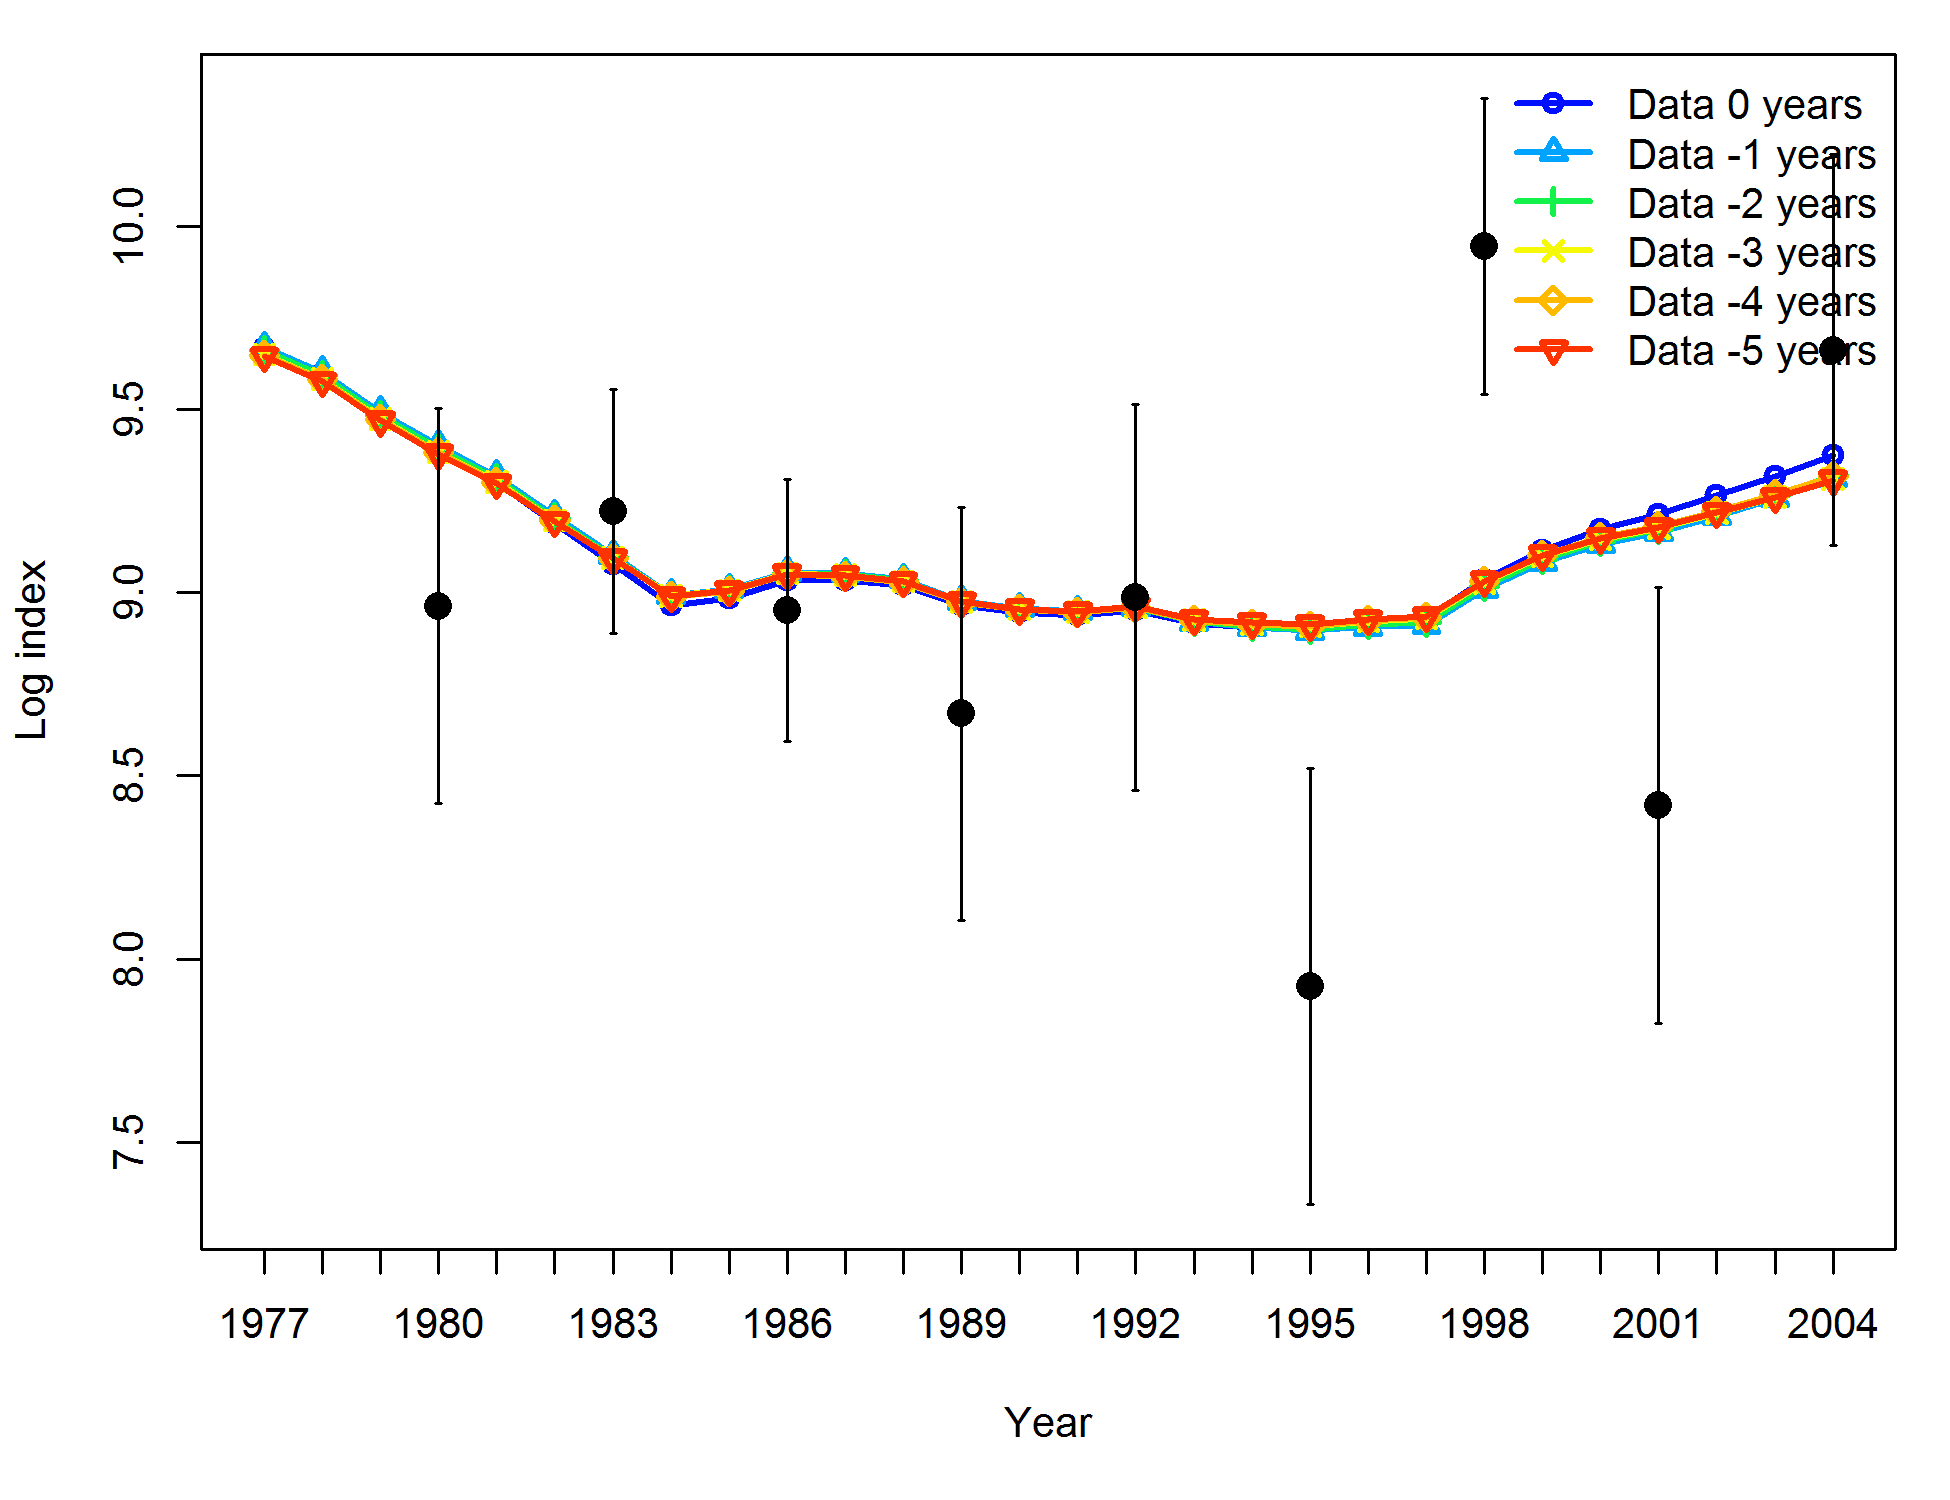 Data 0 years
Data -1 years
Data -2 years
Data -3 years
Data -4 years
Data -5 years
10.0
9.5
9.0
8.5
8.0
7.5
Log index
1977 1980 1983 1986 1989 1992 1995 1998 2001 2004
Year